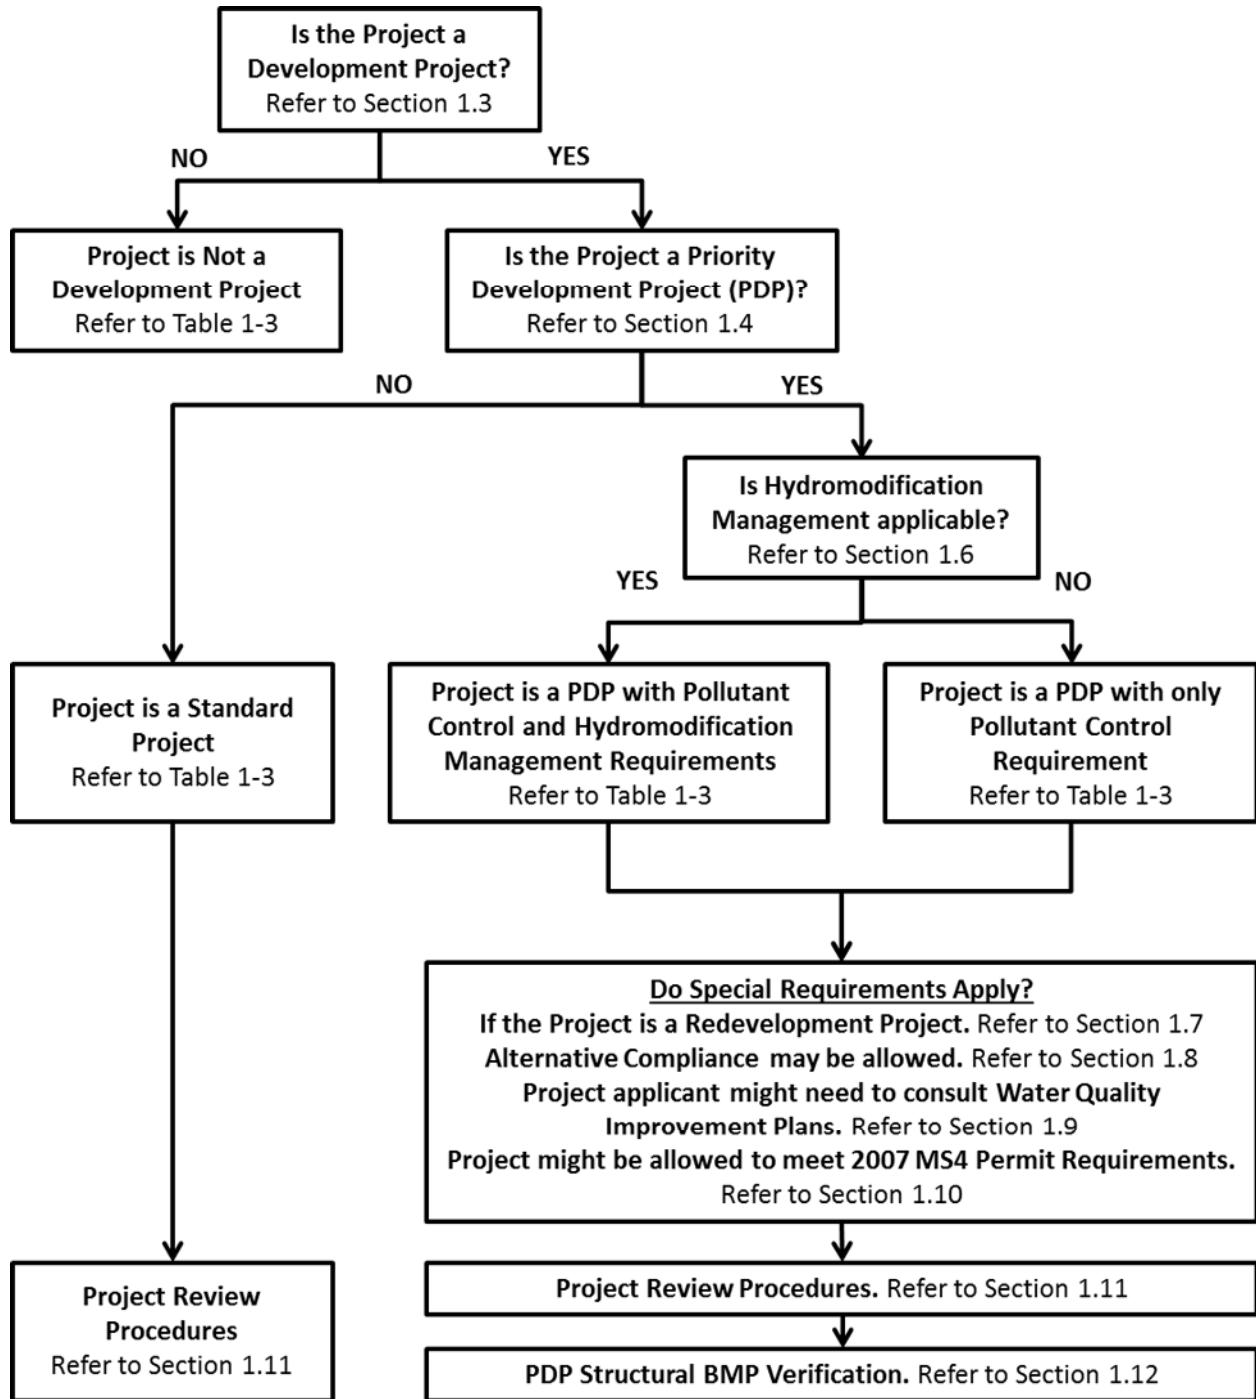 Is the Project a
Development Project?
Refer to Section 1.3
NO
YES
Project is Not a
Development Project
Refer to Table 1-3
Is the Project a Priority
Development Project (PDP)?
Refer to Section 1.4
NO
YES
Is Hydromodification
Management applicable?
Refer to Section 1.6
YES
NO
Project is a Standard
Project
Refer to Table 1-3
Project is a PDP with Pollutant
Control and Hydromodification
Management Requirements
Refer to Table 1-3
Project is a PDP with only
Pollutant Control
Requirement
Refer to Table 1-3
Do Special Requirements Apply?
If the Project is a Redevelopment Project. Refer to Section 1.7
Alternative Compliance may be allowed. Refer to Section 1.8
Project applicant might need to consult Water Quality
Improvement Plans. Refer to Section 1.9
Project might be allowed to meet 2007 MS4 Permit Requirements.
Refer to Section 1.10
Project Review
Procedures
Refer to Section 1.11
Project Review Procedures. Refer to Section 1.11
PDP Structural BMP Verification. Refer to Section 1.12